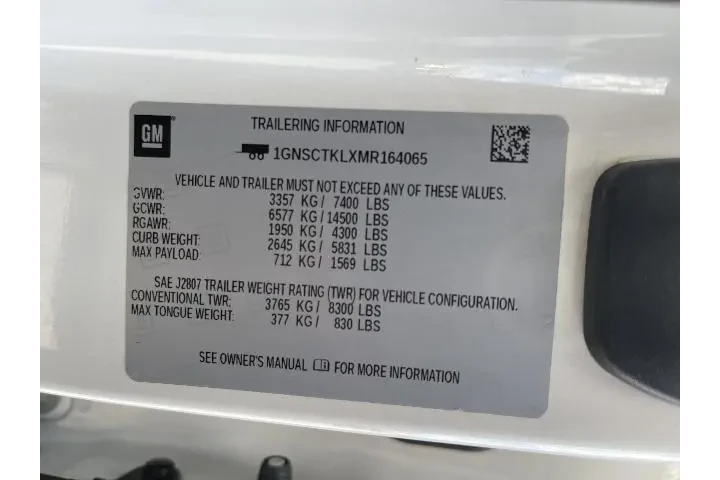 GM
TRAILERING INFORMATION
1GNSCTKLXMR164065
VEHICLE AND TRAILER MUST NOT EXCEED ANY OF THESE VALUES.
GVWR: 3357 KG / 7400 LBS
GCWR: 6577 KG / 14500 LBS
RGAWR: 1950 KG / 4300 LBS
CURB WEIGHT: 2645 KG / 5831 LBS
MAX PAYLOAD: 712 KG / 1569 LBS
SAE J2807 TRAILER WEIGHT RATING (TWR) FOR VEHICLE CONFIGURATION.
CONVENTIONAL TWR: 3765 KG / 8300 LBS
MAX TONGUE WEIGHT: 377 KG / 830 LBS
SEE OWNER'S MANUAL FOR MORE INFORMATION